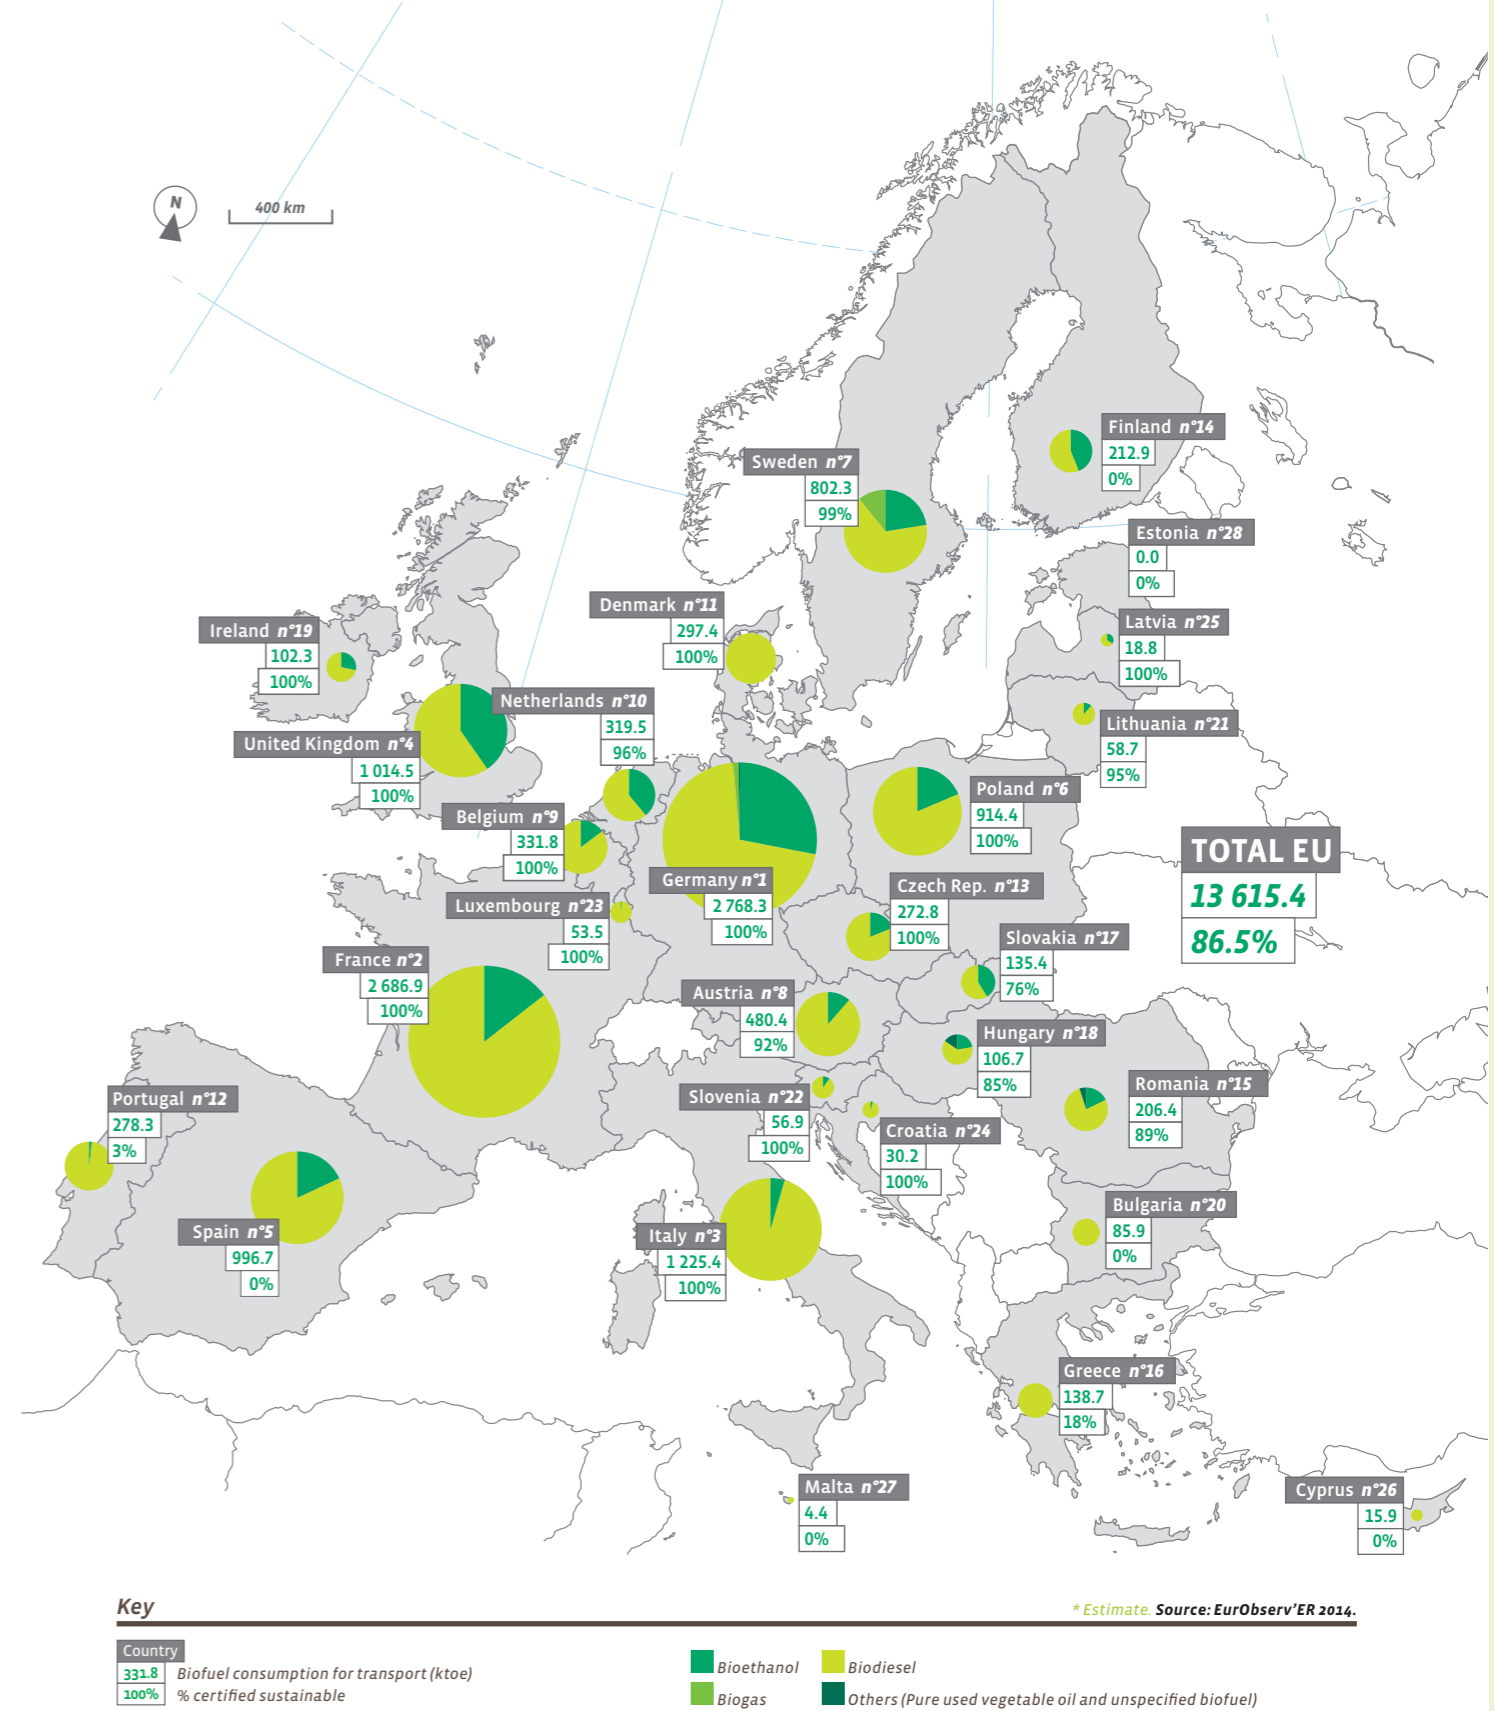 N
400 km
Finland n°14
212.9
0%
Sweden n°7
802.3
99%
Estonia n°28
0.0
0%
Denmark n°11
297.4
100%
Latvia n°25
18.8
100%
Ireland n°19
102.3
100%
Netherlands n°10
319.5
96%
Lithuania n°21
58.7
95%
United Kingdom n°4
1 014.5
100%
Poland n°6
914.4
100%
Belgium n°9
331.8
100%
TOTAL EU
13 615.4
86.5%
Germany n°1
2 768.3
100%
Czech Rep. n°13
272.8
100%
Luxembourg n°23
53.5
100%
Slovakia n°17
135.4
76%
France n°2
2 686.9
100%
Austria n°8
480.4
92%
Hungary n°18
106.7
85%
Romania n°15
206.4
89%
Portugal n°12
278.3
3%
Slovenia n°22
56.9
100%
Croatia n°24
30.2
100%
Bulgaria n°20
85.9
0%
Spain n°5
996.7
0%
Italy n°3
1 225.4
100%
Greece n°16
138.7
18%
Malta n°27
4.4
0%
Cyprus n°26
15.9
0%
Key
* Estimate. Source: EurObserv'ER 2014.
Country
331.8 Biofuel consumption for transport (ktoe)
100% % certified sustainable
Bioethanol
Biodiesel
Biogas
Others (Pure used vegetable oil and unspecified biofuel)